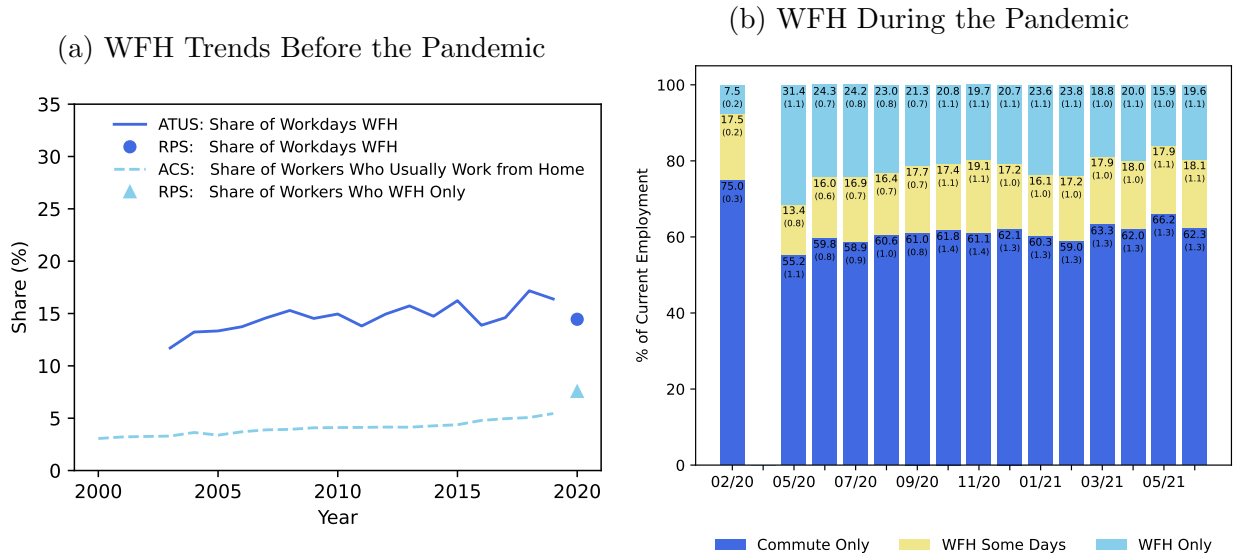 (a) WFH Trends Before the Pandemic
35
30
25
20
15
10
5
0
Share (%)
ATUS: Share of Workdays WFH
RPS: Share of Workdays WFH
ACS: Share of Workers Who Usually Work from Home
RPS: Share of Workers Who WFH Only
2000 2005 2010 2015 2020
Year
(b) WFH During the Pandemic
100
80
60
40
20
0
% of Current Employment
7.5 31.4 24.3 24.2 23.0 21.3 20.8 19.7 20.7 23.6 23.8 18.8 20.0 15.9 19.6
(0.2) (1.1) (0.7) (0.8) (0.8) (0.7) (1.1) (1.1) (1.1) (1.1) (1.1) (1.0) (1.1) (1.0) (1.1)
17.5 13.4 16.0 16.9 16.4 17.7 17.4 19.1 17.2 16.1 17.2 17.9 18.0 17.9 18.1
(0.2) (0.8) (0.6) (0.7) (0.7) (0.7) (1.1) (1.1) (1.0) (1.0) (1.0) (1.0) (1.0) (1.1) (1.1)
75.0 55.2 59.8 58.9 60.6 61.0 61.8 61.1 62.1 60.3 59.0 63.3 62.0 66.2 62.3
(0.3) (1.1) (0.8) (0.9) (1.0) (0.8) (1.4) (1.4) (1.3) (1.3) (1.3) (1.3) (1.3) (1.3) (1.3)
02/20 05/20 07/20 09/20 11/20 01/21 03/21 05/21
Commute Only WFH Some Days WFH Only